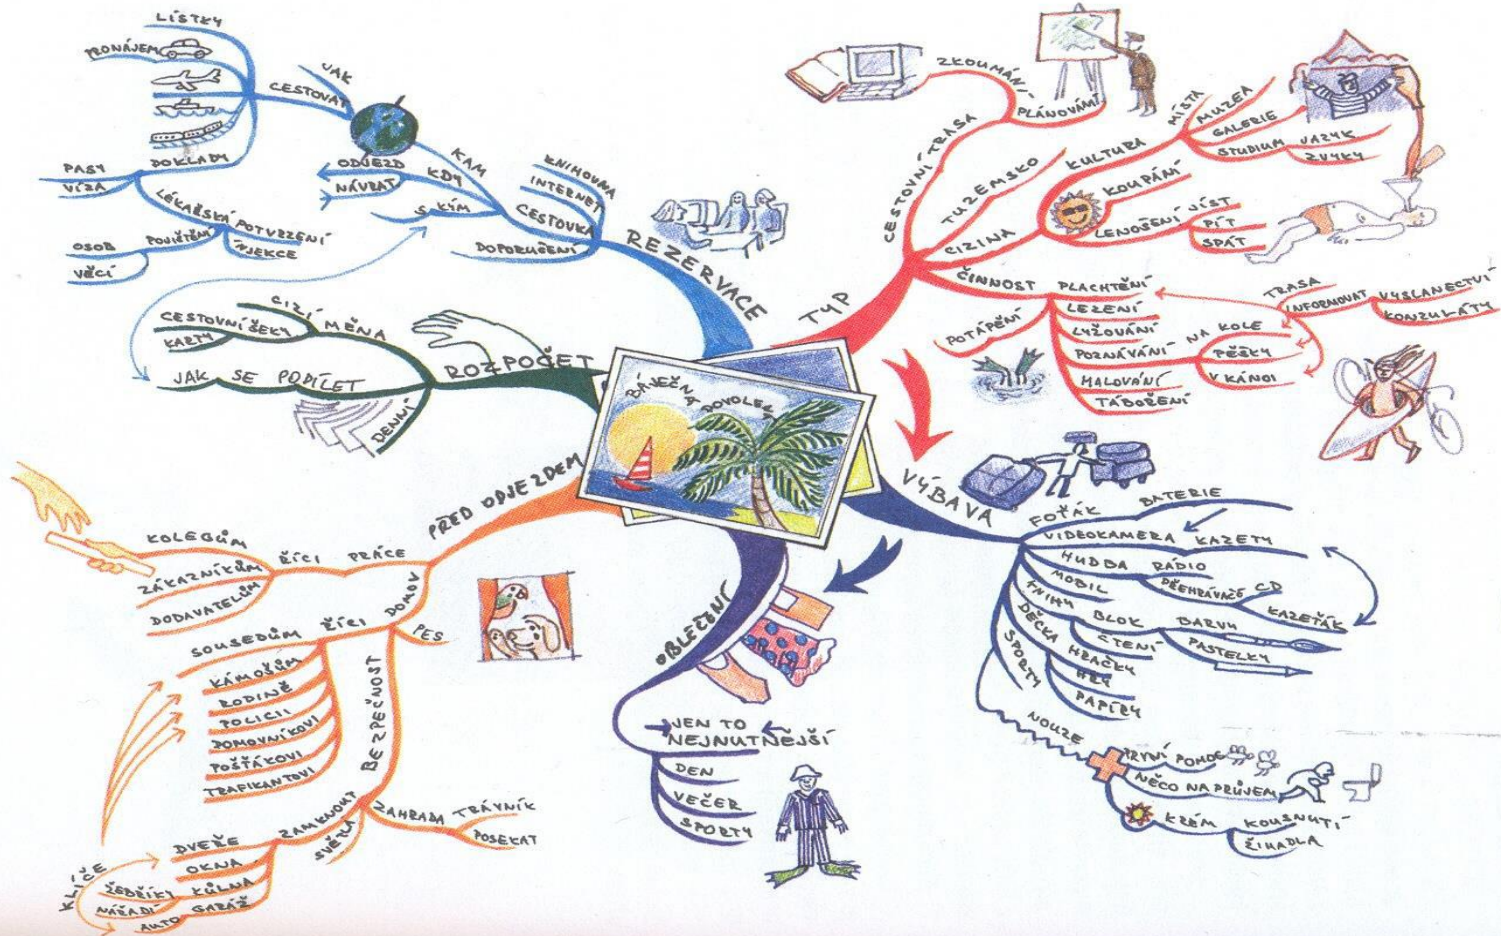 BÁJEČNÁ
DOVOLENÁ
TYP
CESTOVNÍ TRASA
ZKOUMÁNÍ
PLÁNOVÁNÍ
TUZEMSKO
CIZINA
KULTURA
MÍSTA
MUZEA
GALERIE
STUDIUM
JAZYK
ZVYKY
KOUPÁNÍ
LENOŠENÍ
JÍST
PÍT
SPÁT
ČINNOST
PLACHTĚNÍ
LEZENÍ
LYŽOVÁNÍ
POZNÁVÁNÍ
NA KOLE
PĚŠKY
V KÁNOI
MALOVÁNÍ
TÁBOŘENÍ
POTÁPĚNÍ
TRASA
INFORMOVAT
VYSLANECTVÍ
KONZULÁTY
VÝBAVA
FOŤÁK
BATERIE
VIDEOKAMERA
KAZETY
HUDBA
RÁDIO
PŘEHRÁVAČE
CD
KAZEŤÁK
MOBIL
KNIHY
BLOK
BARVY
PASTELKY
ČTENÍ
DĚČKA
HRAČKY
HRY
PAPÍRY
SPORTY
NOUZE
PRVNÍ POMOC
NĚCO NA PRŮJEM
KRÉM
KOUSNUTÍ
ŽIHADLA
OBLEČENÍ
JEN TO
NEJNUTNĚJŠÍ
DEN
VEČER
SPORTY
PŘED ODJEZDEM
PRÁCE
ŘÍCI
KOLEGŮM
ZÁKAZNÍKŮM
DODAVATELŮM
DOMOV
PES
ŘÍCI
SOUSEDŮM
KÁMOŠŮM
RODINĚ
POLICII
DOMOVNÍKOVI
POŠŤÁKOVI
TRAFIKANTOVI
BEZPEČNOST
ZAHRADA
TRÁVNÍK
POSEKAT
SVĚTLA
ZAMKNOUT
DVEŘE
OKNA
KŮLNA
GARÁŽ
ŽEBŘÍKY
NÁŘADÍ
AUTO
KLÍČE
ROZPOČET
MĚNA
CIZÍ
CESTOVNÍ ŠEKY
KARTY
JAK SE PODÍLET
DENNÍ
REZERVACE
KNIHOVNA
INTERNET
CESTOVKA
DOPORUČENÍ
KAM
KDY
ODJEZD
NÁVRAT
S KÝM
JAK
CESTOVAT
LÍSTKY
PRONÁJEM
DOKLADY
PASY
VÍZA
LÉKAŘSKÁ
POTVRZENÍ
INJEKCE
POJIŠTĚNÍ
OSOB
VĚCÍ